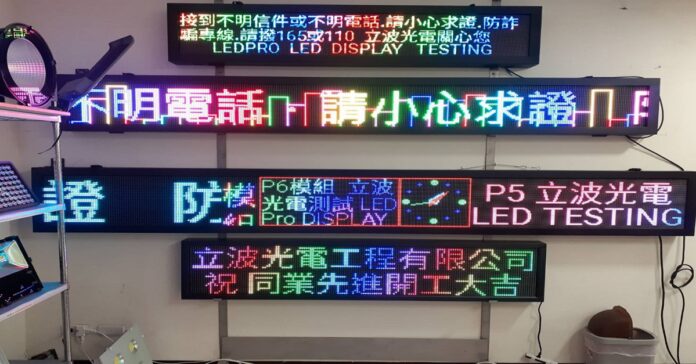 接到不明信件或不明電話.請小心求證.防詐
騙專線.請撥165或110 立波光電關心您
LEDPRO LED DISPLAY TESTING
不明電話 請小心求證
證 防
模組
P6模組 立波
光電測試 LED
Pro DISPLAY
P5 立波光電
LED TESTING
立波光電工程有限公司
祝 同業先進開工大吉